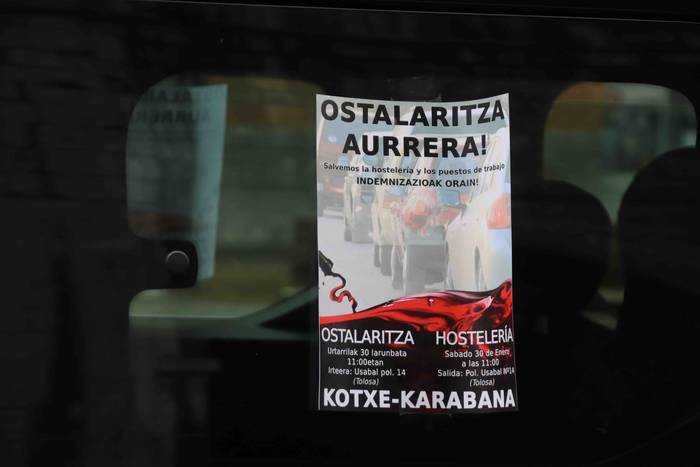 OSTALARITZA
AURRERA!
Salvemos la hostelería y los puestos de trabajo
INDEMNIZAZIOAK ORAIN!
OSTALARITZA
Urtarrilak 30 larunbata
11:00etan
Irteera: Usabal pol. 14
(Tolosa)
HOSTELERÍA
Sabado 30 de Enero
a las 11:00
Salida: Pol. Usabal Nº14
(Tolosa)
KOTXE-KARABANA